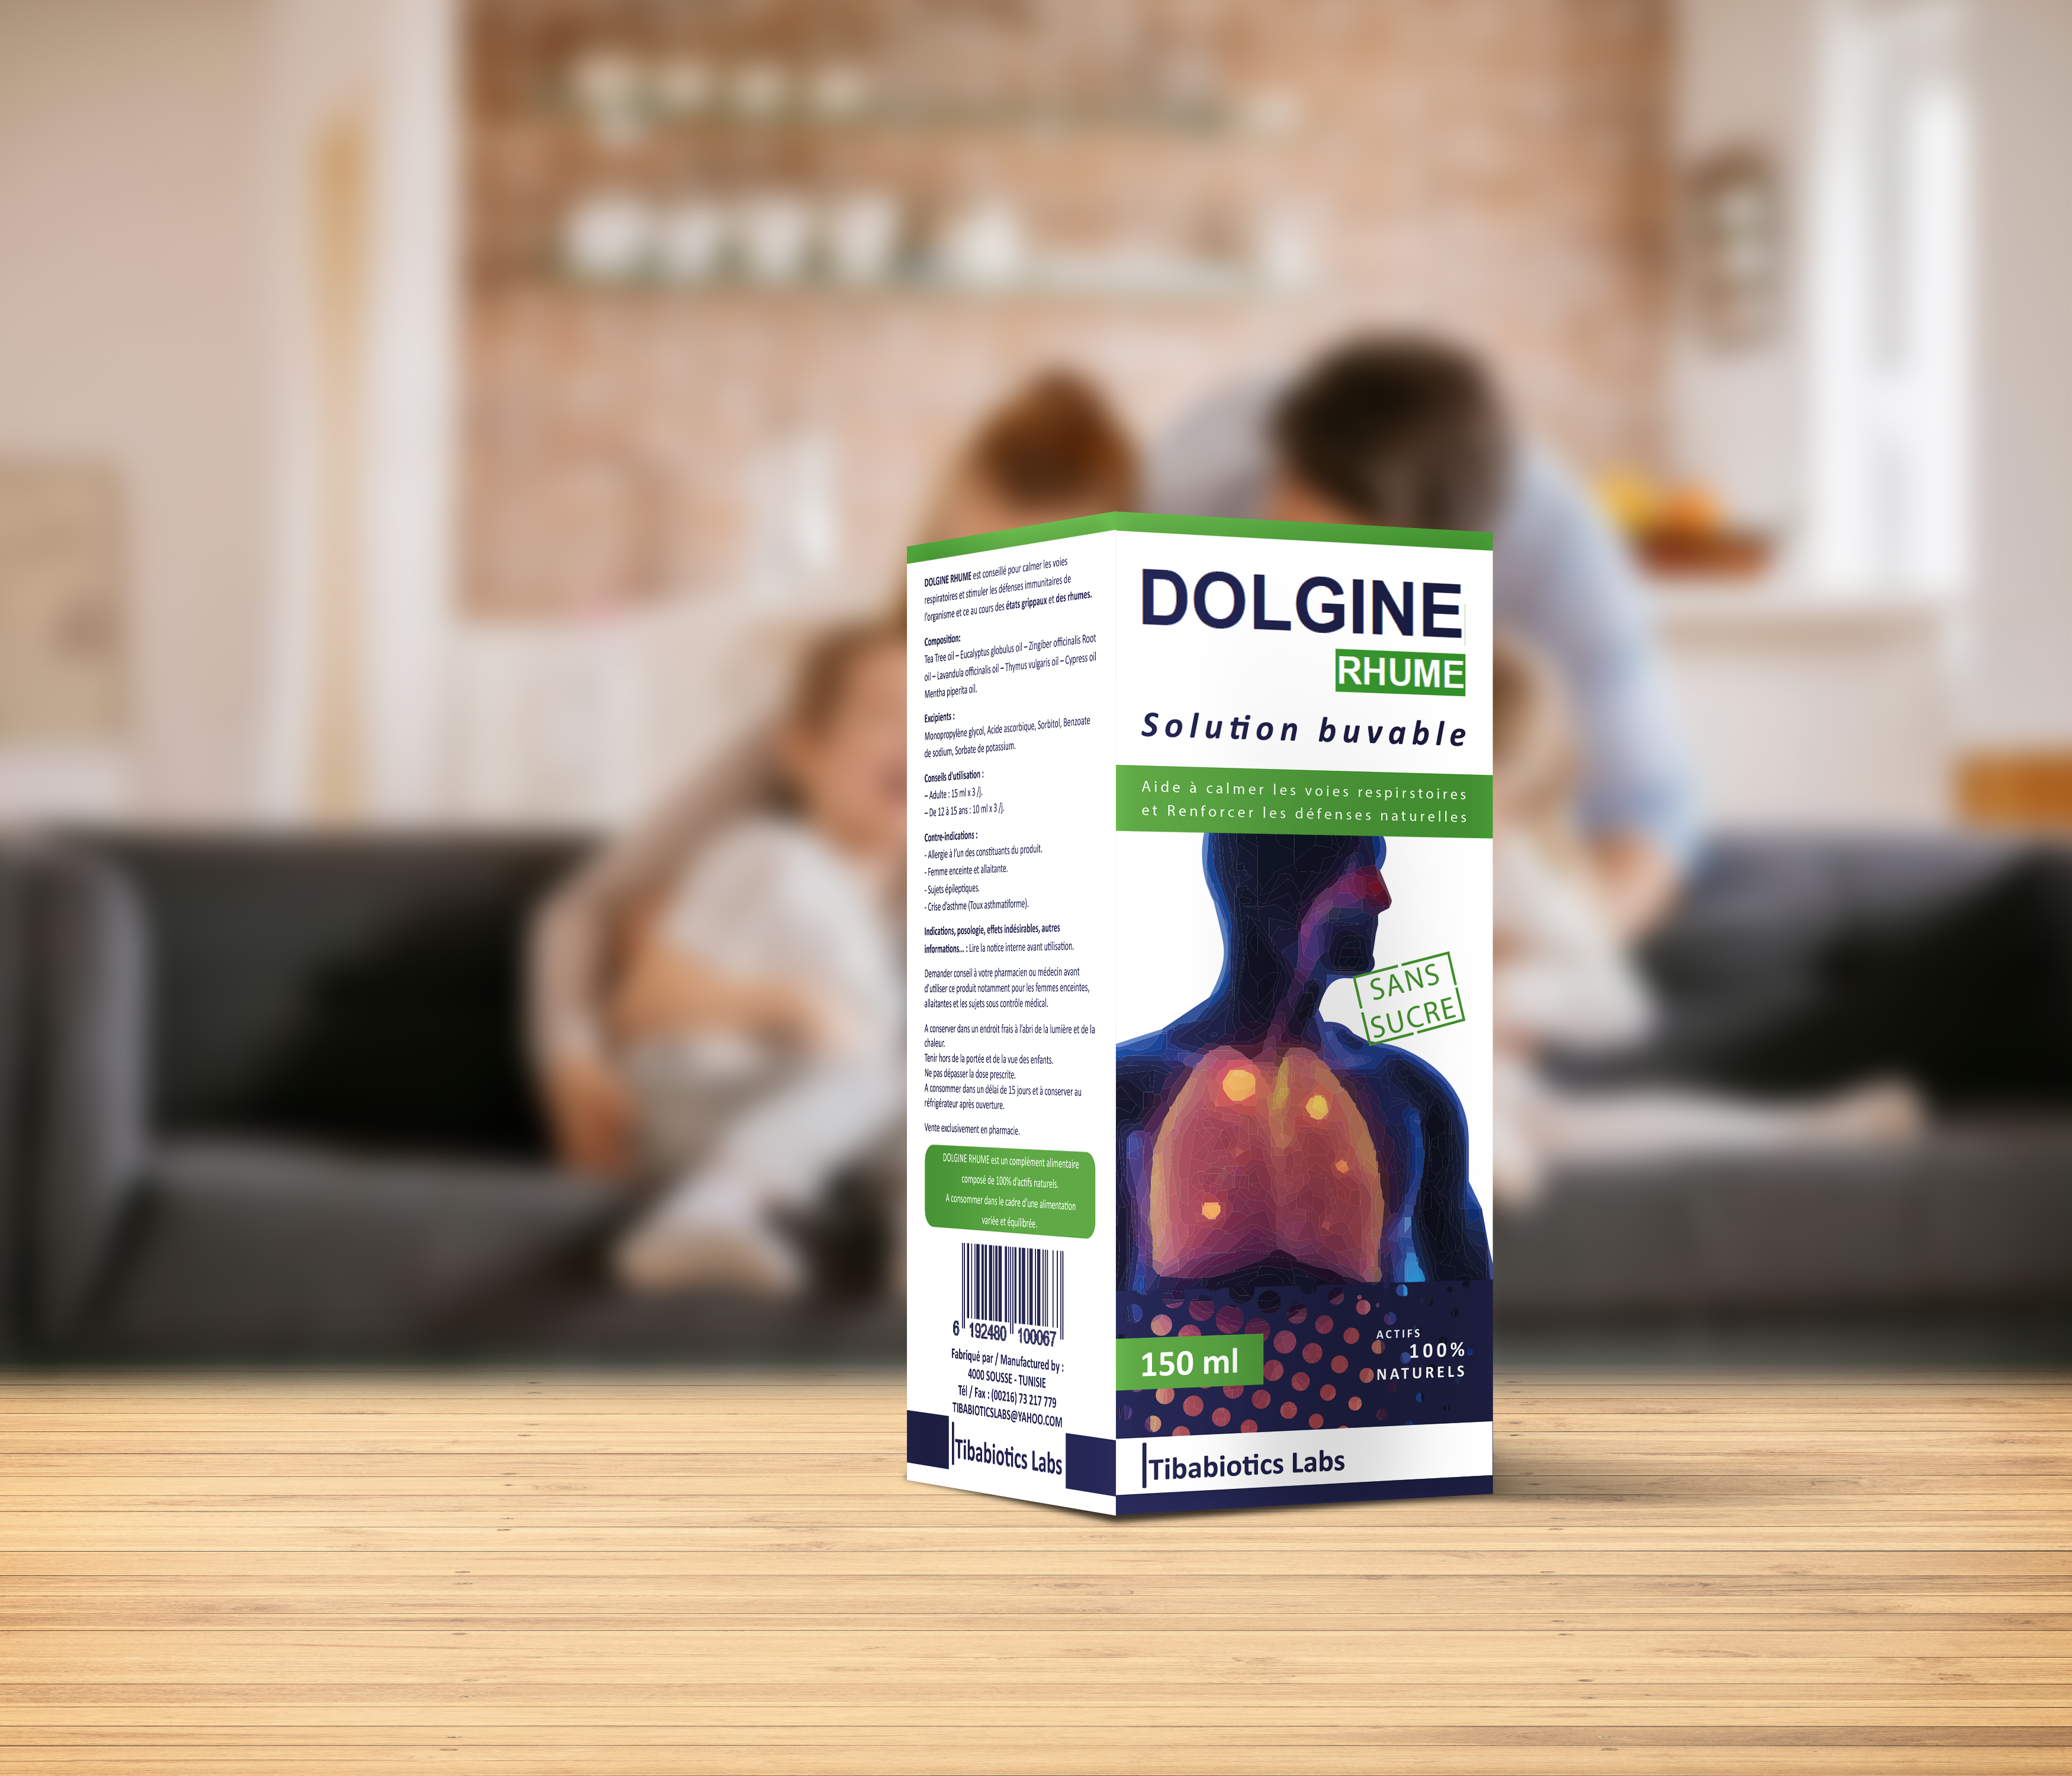 DOLGINE RHUME est conseillé pour calmer les voies
respiratoires et stimuler les défenses immunitaires de
l'organisme et ce au cours des états grippaux et des rhumes.
Composition:
Tea Tree oil – Eucalyptus globulus oil – Zingiber officinalis Root
oil – Lavandula officinalis oil – Thymus vulgaris oil – Cypress oil
Mentha piperita oil.
Excipients :
Monopropylène glycol, Acide ascorbique, Sorbitol, Benzoate
de sodium, Sorbate de potassium.
Conseils d'utilisation :
– Adulte : 15 ml x 3 /j.
– De 12 à 15 ans : 10 ml x 3 /j.
Contre-indications :
- Allergie à l'un des constituants du produit.
- Femme enceinte et allaitante.
- Sujets épileptiques.
- Crise d'asthme (Toux asthmatiforme).
Indications, posologie, effets indésirables, autres
informations... : Lire la notice interne avant utilisation.
Demander conseil à votre pharmacien ou médecin avant
d'utiliser ce produit notamment pour les femmes enceintes,
allaitantes et les sujets sous contrôle médical.
A conserver dans un endroit frais à l'abri de la lumière et de la
chaleur.
Tenir hors de la portée et de la vue des enfants.
Ne pas dépasser la dose prescrite.
A consommer dans un délai de 15 jours et à conserver au
réfrigérateur après ouverture.
Vente exclusivement en pharmacie.
DOLGINE RHUME est un complément alimentaire
composé de 100% d'actifs naturels.
A consommer dans le cadre d'une alimentation
variée et équilibrée.
6 192480 100067
Fabriqué par / Manufactured by :
4000 SOUSSE - TUNISIE
Tél / Fax : (00216) 73 217 779
TIBABIOTICSLABS@YAHOO.COM
Tibabiotics Labs
DOLGINE
RHUME
Solution buvable
Aide à calmer les voies respirstoires
et Renforcer les défenses naturelles
SANS
SUCRE
150 ml
ACTIFS
100%
NATURELS
Tibabiotics Labs